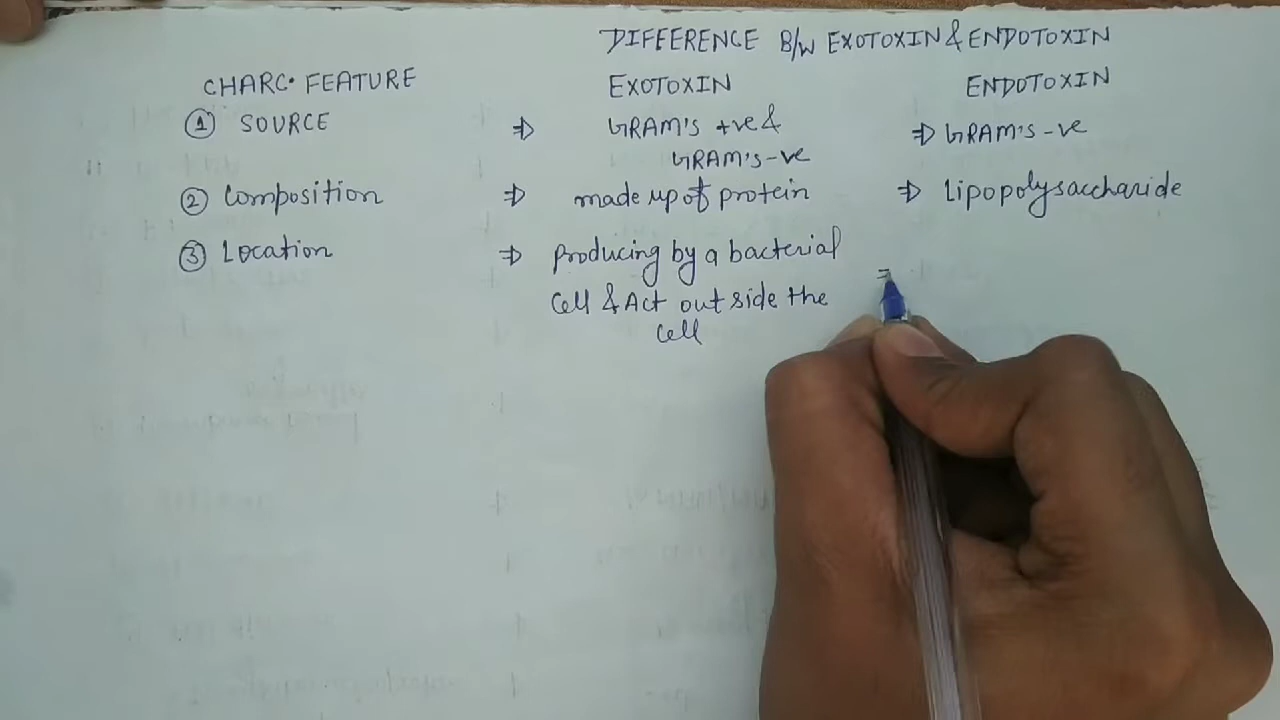 DIFFERENCE B/W EXOTOXIN & ENDOTOXIN
CHARC. FEATURE EXOTOXIN ENDOTOXIN
① SOURCE ⇒ GRAM'S +ve & ⇒ GRAM'S -ve
GRAM'S -ve
② Composition ⇒ made up of protein ⇒ Lipopolysaccharide
③ Location ⇒ producing by a bacterial
Cell & Act out side the
Cell